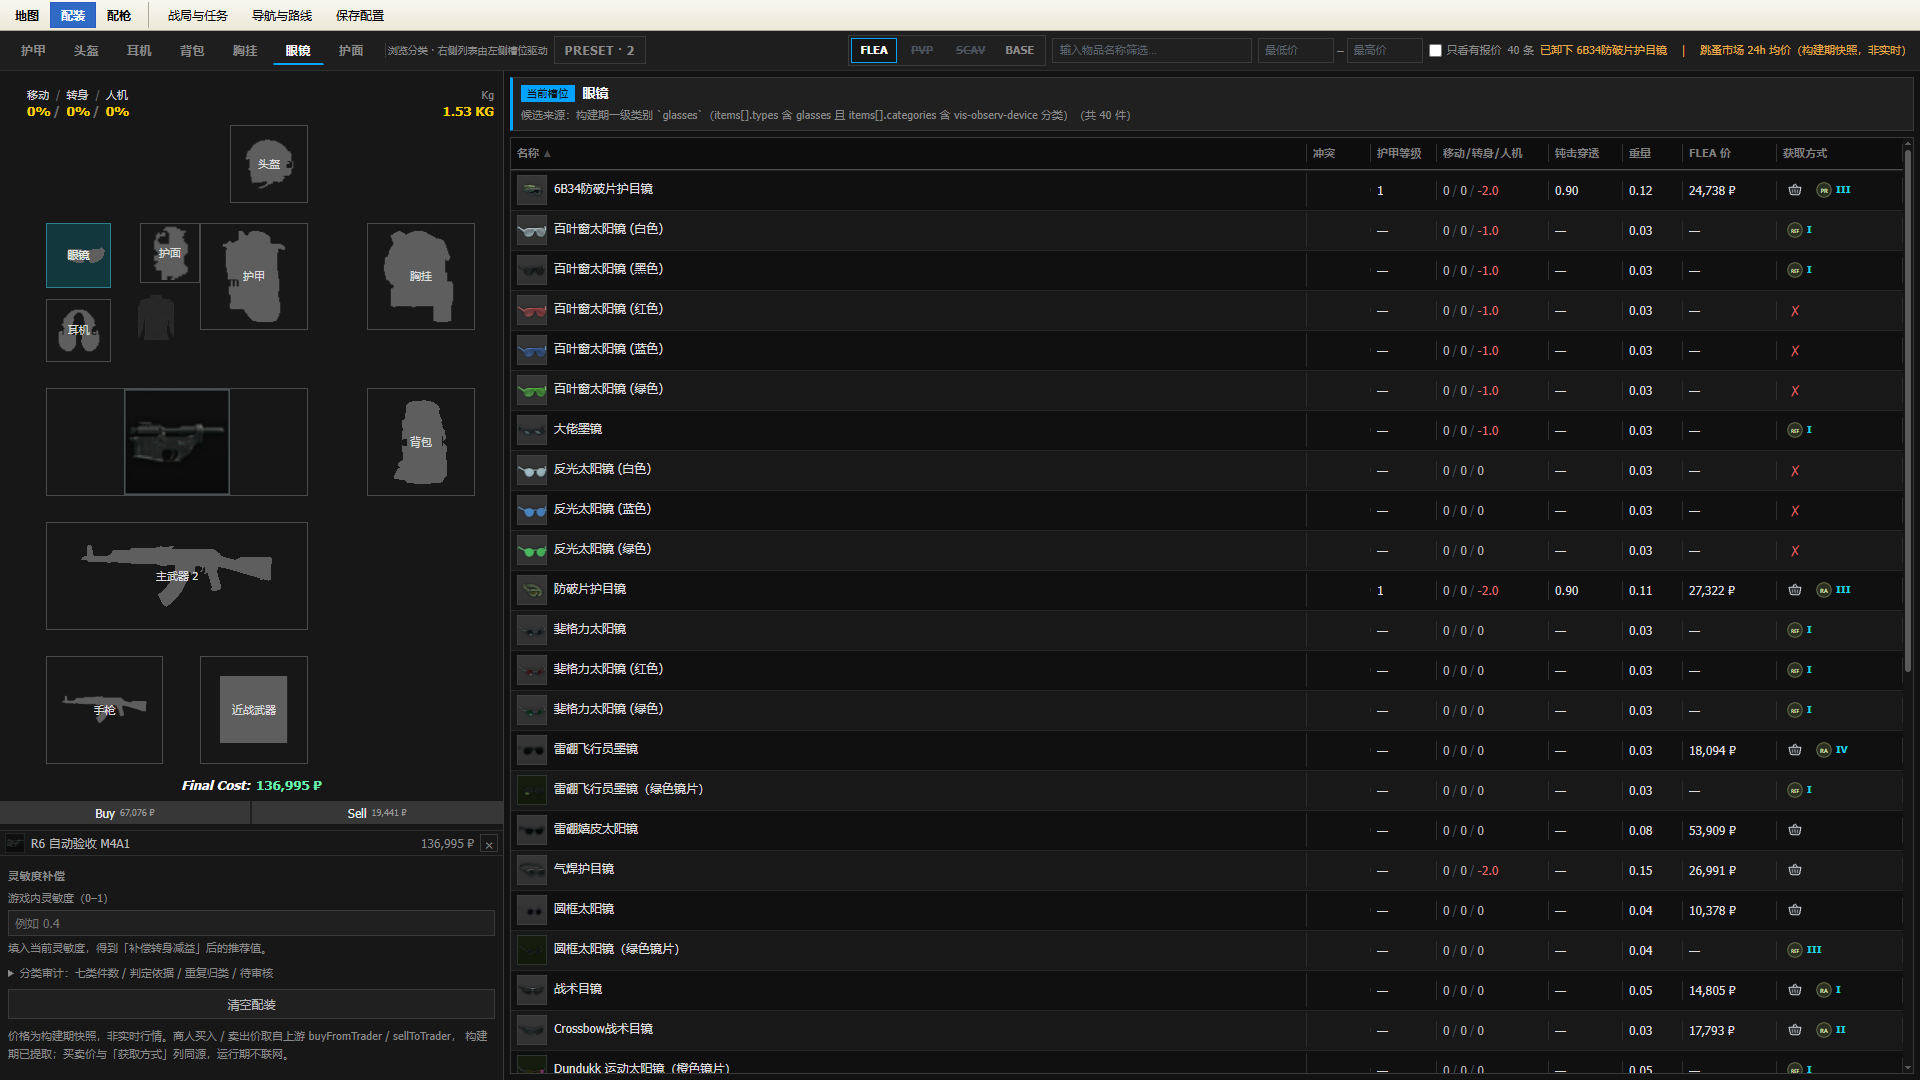 地图 配装 配枪 战局与任务 导航与路线 保存配置
护甲 头盔 耳机 背包 胸挂 眼镜 护面 浏览分类 · 右侧列表由左侧槽位驱动 PRESET · 2 FLEA PVP SCAV BASE 输入物品名称筛选... 最低价 – 最高价 只看有报价 40 条 已卸下 6B34防破片护目镜 | 跳蚤市场 24h 均价（构建期快照，非实时）
移动 / 转身 / 人机 Kg
0% / 0% / 0% 1.53 KG
头盔
眼镜
护面
护甲
胸挂
耳机
背包
主武器 2
手枪
近战武器
Final Cost: 136,995 ₽
Buy 67,076 ₽ Sell 19,441 ₽
R6 自动验收 M4A1 136,995 ₽ ×
灵敏度补偿
游戏内灵敏度（0–1）
例如 0.4
填入当前灵敏度，得到「补偿转身减益」后的推荐值。
▶ 分类审计：七类件数 / 判定依据 / 重复归类 / 待审核
清空配装
价格为构建期快照，非实时行情。商人买入 / 卖出价取自上游 buyFromTrader / sellToTrader， 构建
期已提取；买卖价与「获取方式」列同源，运行期不联网。
当前槽位 眼镜
候选来源：构建期一级类别 `glasses`（items[].types 含 glasses 且 items[].categories 含 vis-observ-device 分类）（共 40 件）
名称 ▲ 冲突 护甲等级 移动/转身/人机 钝击穿透 重量 FLEA 价 获取方式
6B34防破片护目镜 1 0 / 0 / -2.0 0.90 0.12 24,738 ₽ PR III
百叶窗太阳镜 (白色) — 0 / 0 / -1.0 — 0.03 — REF I
百叶窗太阳镜 (黑色) — 0 / 0 / -1.0 — 0.03 — REF I
百叶窗太阳镜 (红色) — 0 / 0 / -1.0 — 0.03 — ✗
百叶窗太阳镜 (蓝色) — 0 / 0 / -1.0 — 0.03 — ✗
百叶窗太阳镜 (绿色) — 0 / 0 / -1.0 — 0.03 — ✗
大佬墨镜 — 0 / 0 / -1.0 — 0.03 — REF I
反光太阳镜 (白色) — 0 / 0 / 0 — 0.03 — ✗
反光太阳镜 (蓝色) — 0 / 0 / 0 — 0.03 — ✗
反光太阳镜 (绿色) — 0 / 0 / 0 — 0.03 — ✗
防破片护目镜 1 0 / 0 / -2.0 0.90 0.11 27,322 ₽ RA III
斐格力太阳镜 — 0 / 0 / 0 — 0.03 — REF I
斐格力太阳镜 (红色) — 0 / 0 / 0 — 0.03 — REF I
斐格力太阳镜 (绿色) — 0 / 0 / 0 — 0.03 — REF I
雷硼飞行员墨镜 — 0 / 0 / 0 — 0.03 18,094 ₽ RA IV
雷硼飞行员墨镜（绿色镜片） — 0 / 0 / 0 — 0.03 — REF I
雷硼嬉皮太阳镜 — 0 / 0 / 0 — 0.08 53,909 ₽
气焊护目镜 — 0 / 0 / -2.0 — 0.15 26,991 ₽
圆框太阳镜 — 0 / 0 / 0 — 0.04 10,378 ₽
圆框太阳镜（绿色镜片） — 0 / 0 / 0 — 0.04 — REF III
战术目镜 — 0 / 0 / 0 — 0.05 14,805 ₽ RA I
Crossbow战术目镜 — 0 / 0 / 0 — 0.03 17,793 ₽ RA II
Dundukk 运动太阳镜（橙色镜片） — 0 / 0 / 0 — 0.05 — REF I